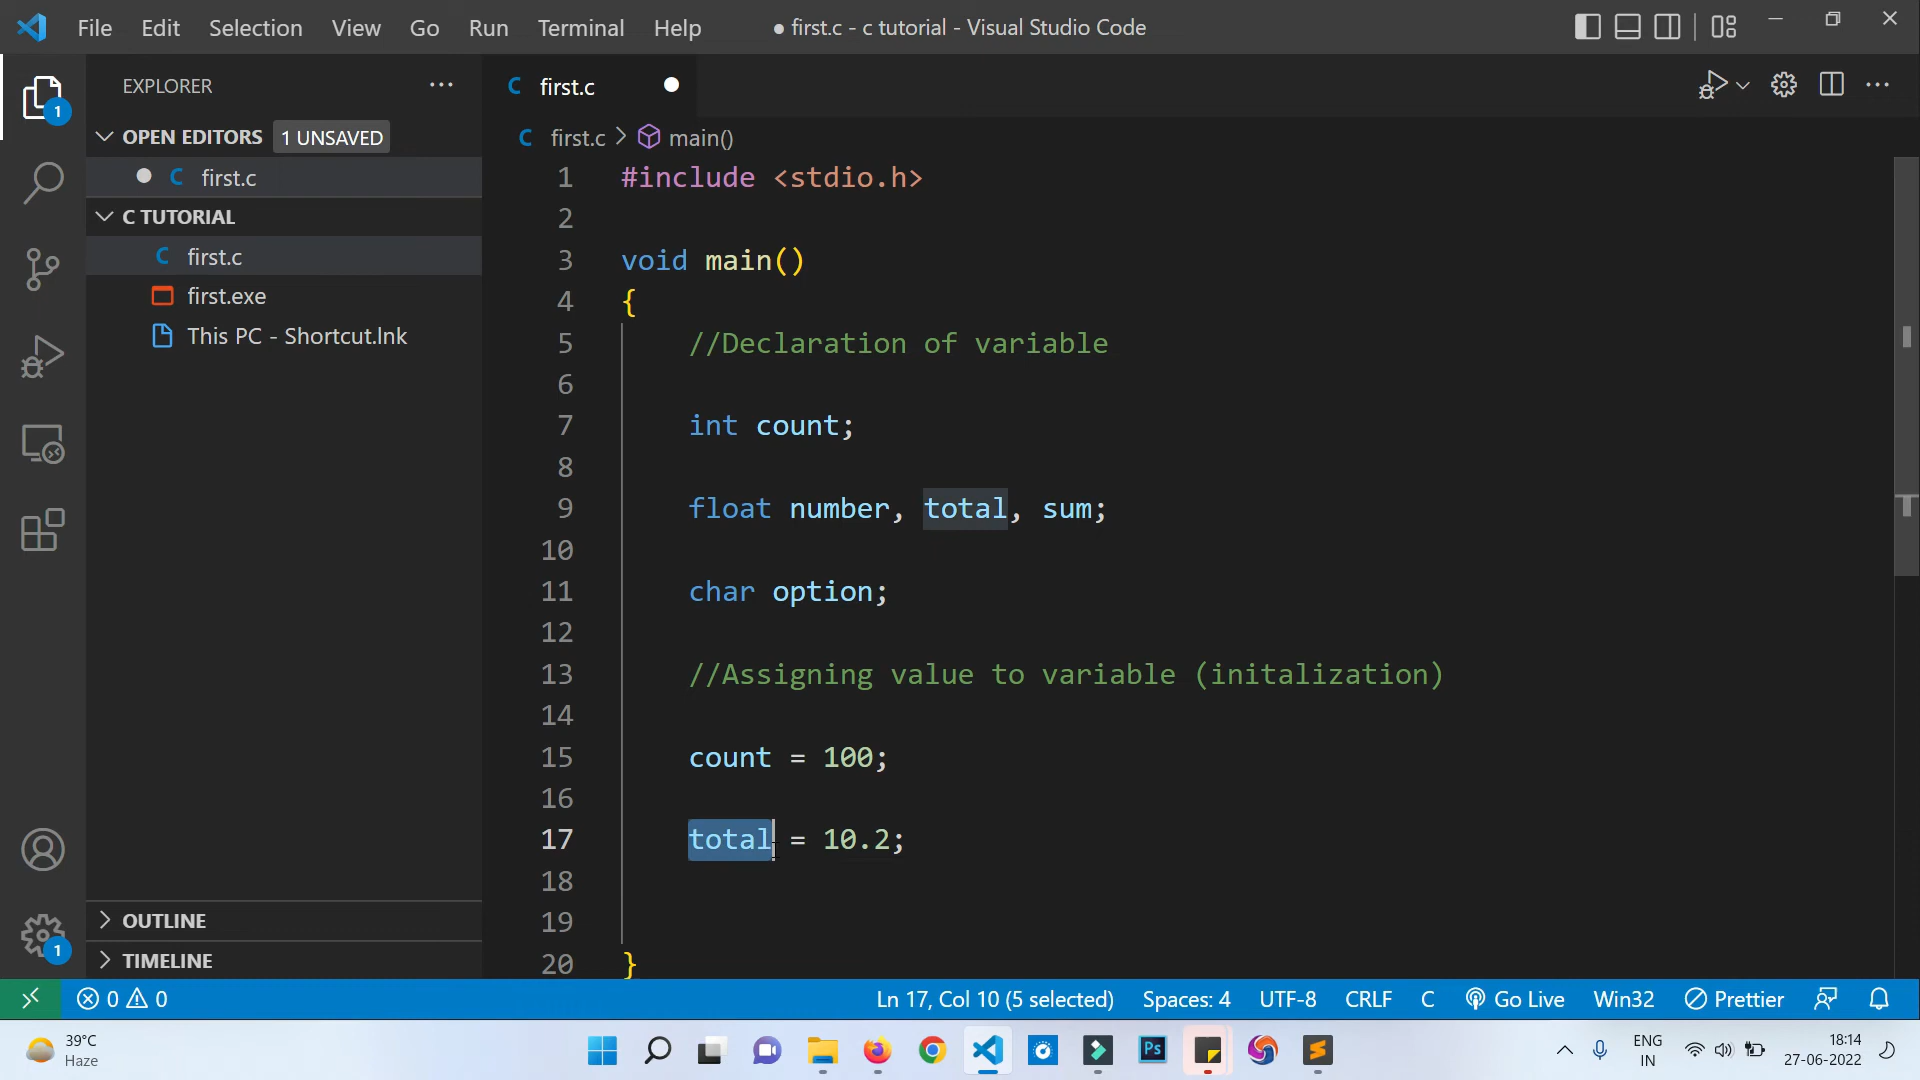 File Edit Selection View Go Run Terminal Help
● first.c - c tutorial - Visual Studio Code
EXPLORER
1
OPEN EDITORS 1 UNSAVED
first.c
C TUTORIAL
first.c
first.exe
This PC - Shortcut.lnk
OUTLINE
TIMELINE
1
first.c
first.c > main()
1 #include <stdio.h>
2
3 void main()
4 {
5 //Declaration of variable
6
7 int count;
8
9 float number, total, sum;
10
11 char option;
12
13 //Assigning value to variable (initalization)
14
15 count = 100;
16
17 total = 10.2;
18
19
20 }
0 0 Ln 17, Col 10 (5 selected) Spaces: 4 UTF-8 CRLF C Go Live Win32 Prettier
39°C
Haze
Ps
ENG
IN
18:14
27-06-2022